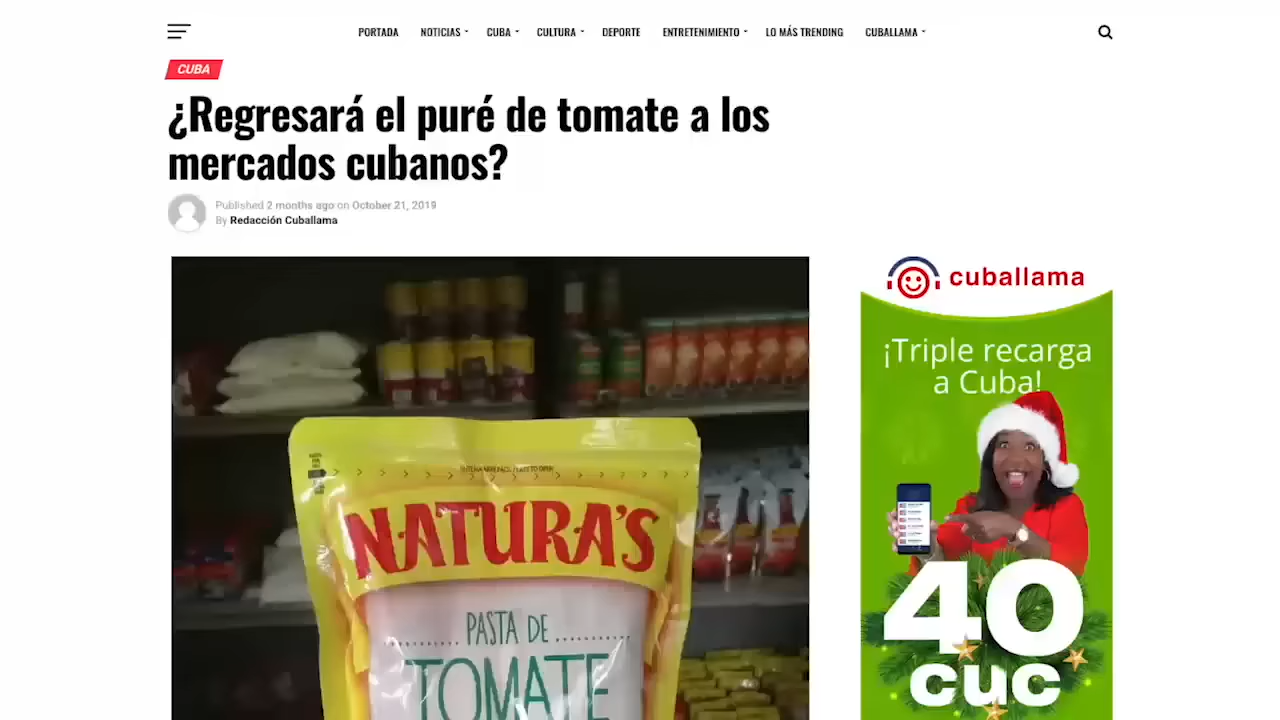 PORTADA NOTICIAS CUBA CULTURA DEPORTE ENTRETENIMIENTO LO MÁS TRENDING CUBALLAMA
CUBA
¿Regresará el puré de tomate a los
mercados cubanos?
Published 2 months ago on October 21, 2019
By Redacción Cuballama
NATURA'S
PASTA DE
TOMATE
cuballama
¡Triple recarga
a Cuba!
40
CUC